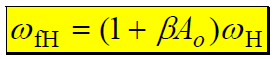 ω_fH = (1 + βA_o)ω_H